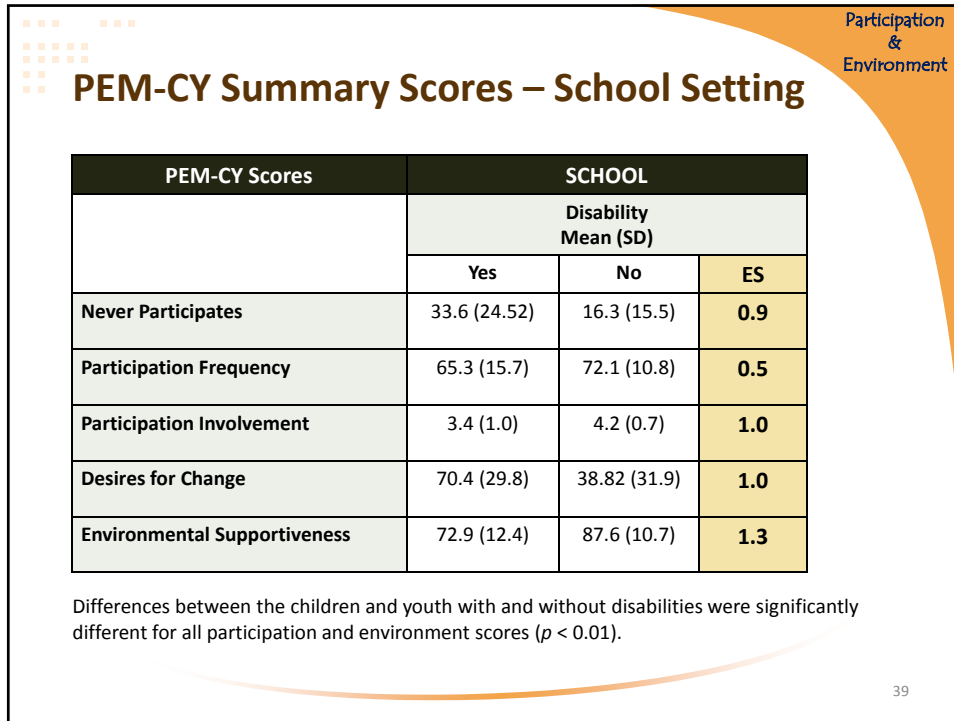 Participation
&
Environment
PEM-CY Summary Scores – School Setting
PEM-CY Scores SCHOOL
Disability
Mean (SD)
Yes No ES
Never Participates 33.6 (24.52) 16.3 (15.5) 0.9
Participation Frequency 65.3 (15.7) 72.1 (10.8) 0.5
Participation Involvement 3.4 (1.0) 4.2 (0.7) 1.0
Desires for Change 70.4 (29.8) 38.82 (31.9) 1.0
Environmental Supportiveness 72.9 (12.4) 87.6 (10.7) 1.3
Differences between the children and youth with and without disabilities were significantly
different for all participation and environment scores (p < 0.01).
39